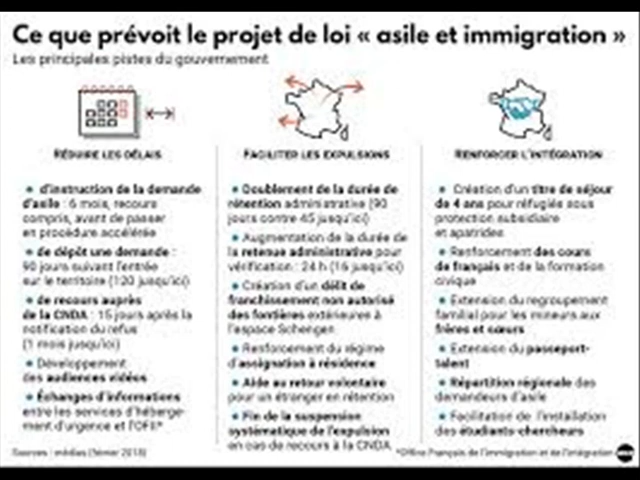 Ce que prévoit le projet de loi « asile et immigration »
Les principales pistes du gouvernement
RÉDUIRE LES DÉLAIS
• d'instruction de la demande
d'asile : 6 mois, recours
compris, avant de passer
en procédure accélérée
• de dépôt une demande :
90 jours suivant l'entrée
sur le territoire (120 jusqu'ici)
• de recours auprès
de la CNDA : 15 jours après la
notification du refus
(1 mois jusqu'ici)
• Développement
des audiences vidéos
• Échanges d'informations
entre les services d'héberge-
ment d'urgence et l'OFII*
FACILITER LES EXPULSIONS
• Doublement de la durée de
rétention administrative (90
jours contre 45 jusqu'ici)
• Augmentation de la durée de
la retenue administrative pour
vérification : 24 h (16 jusqu'ici)
• Création d'un délit de
franchissement non autorisé
des fontières extérieures à
l'espace Schengen
• Renforcement du régime
d'assignation à résidence
• Aide au retour volontaire
pour un étranger en rétention
• Fin de la suspension
systématique de l'expulsion
en cas de recours à la CNDA
RENFORCER L'INTÉGRATION
• Création d'un titre de séjour
de 4 ans pour réfugiés sous
protection subsidiaire
et apatrides
• Renforcement des cours
de français et de la formation
civique
• Extension du regroupement
familial pour les mineurs aux
frères et sœurs
• Extension du passeport-
talent
• Répartition régionale des
demandeurs d'asile
• Facilitation de l'installation
des étudiants-chercheurs
Sources : médias (février 2018)
*Office Français de l'immigration et de l'intégration